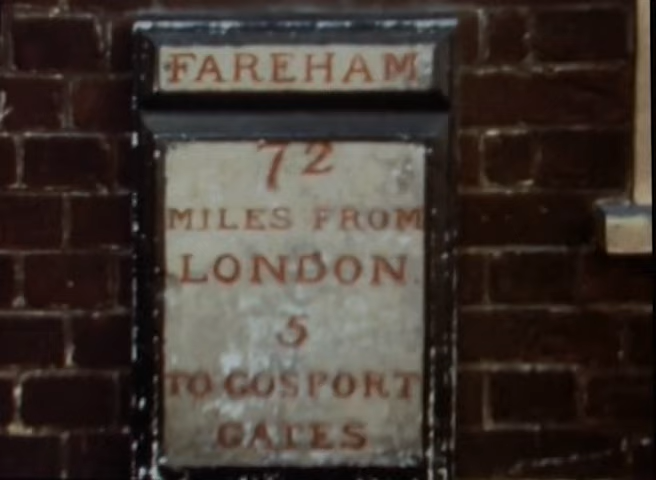 FAREHAM
72
MILES FROM
LONDON
5
TO GOSPORT
GATES